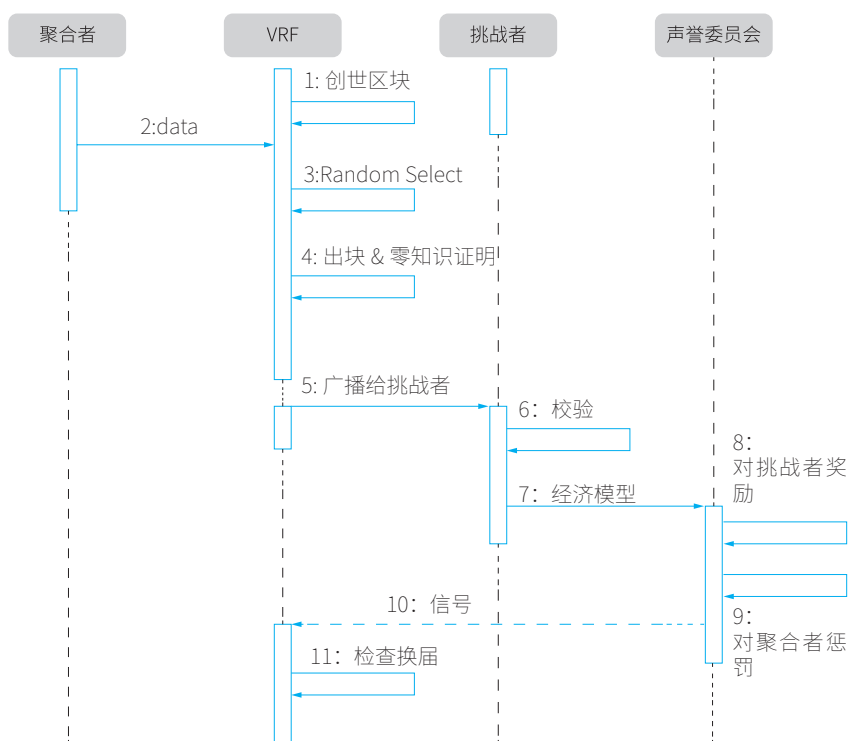 聚合者
VRF
挑战者
声誉委员会
1: 创世区块
2:data
3:Random Select
4: 出块 & 零知识证明
5: 广播给挑战者
6：校验
7：经济模型
8：
对挑战者奖
励
9：
对聚合者惩
罚
10：信号
11：检查换届